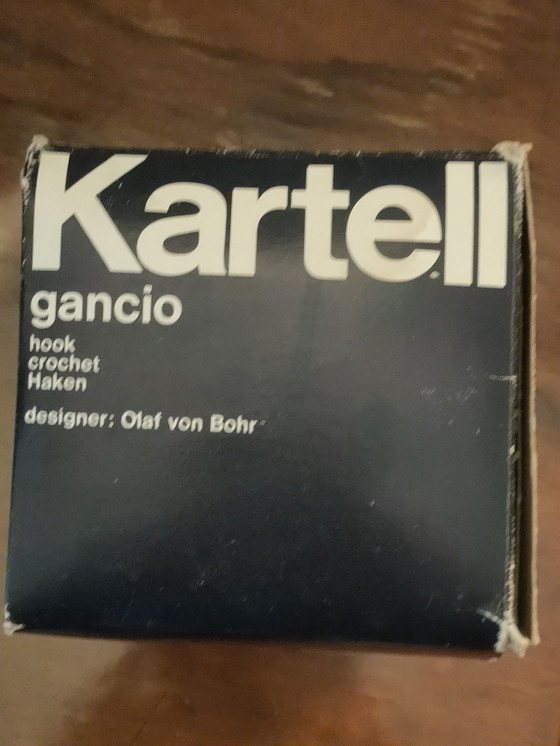 Kartell
gancio
hook
crochet
Haken
designer: Olaf von Bohr